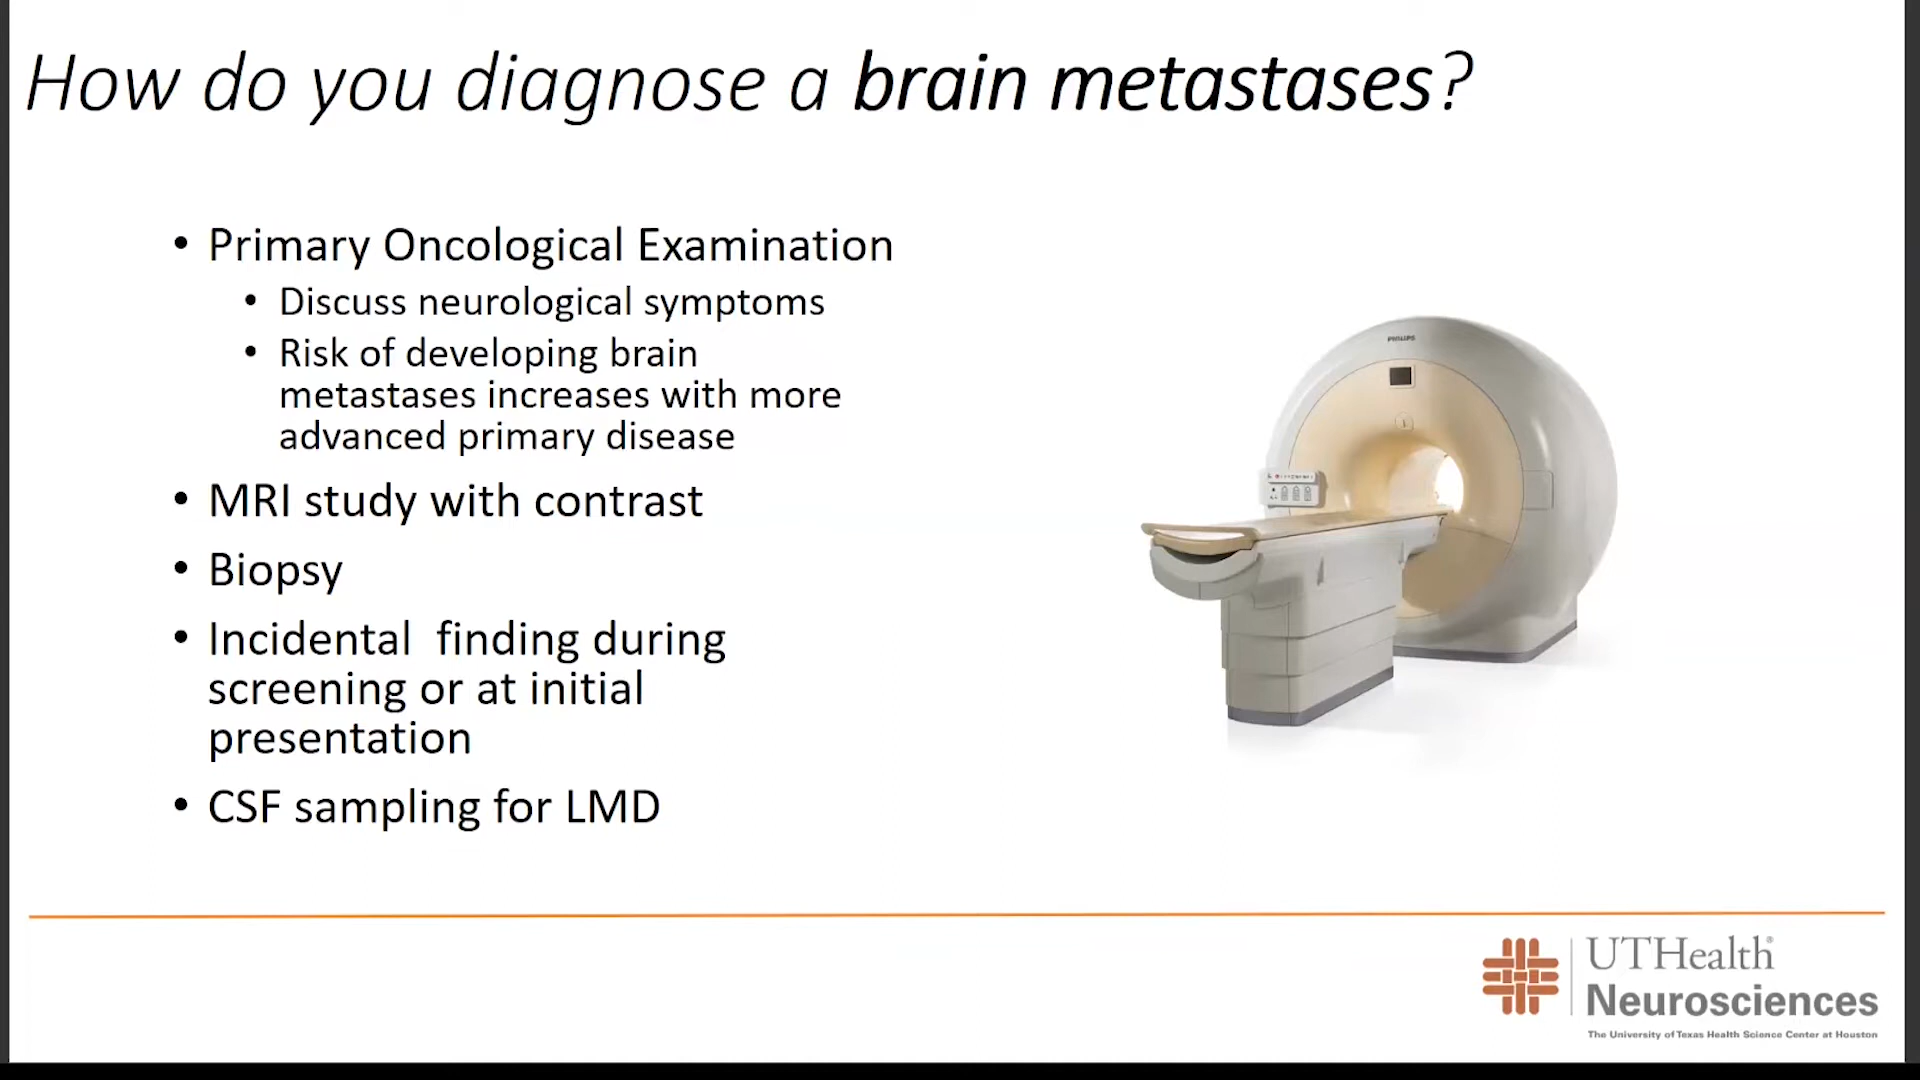 How do you diagnose a brain metastases?
• Primary Oncological Examination
• Discuss neurological symptoms
• Risk of developing brain
metastases increases with more
advanced primary disease
• MRI study with contrast
• Biopsy
• Incidental  finding during
screening or at initial
presentation
• CSF sampling for LMD
PHILIPS
UTHealth®
Neurosciences
The University of Texas Health Science Center at Houston